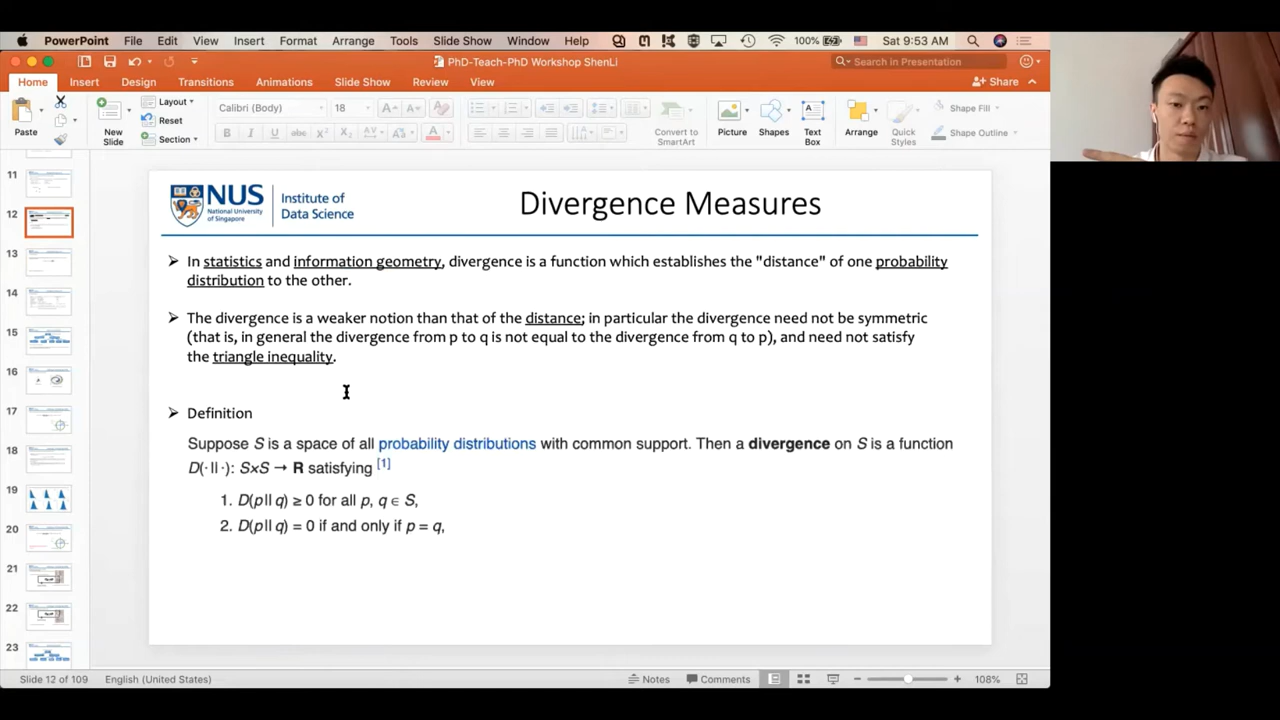 PowerPoint File Edit View Insert Format Arrange Tools Slide Show Window Help 100% Sat 9:53 AM
PhD-Teach-PhD Workshop ShenLi
Search in Presentation
Home Insert Design Transitions Animations Slide Show Review View Share
Paste
New Slide
Layout
Reset
Section
Calibri (Body) 18
B I U abc X² X₂ AV Aa A
Convert to SmartArt
Picture
Shapes
Text Box
Arrange
Quick Styles
Shape Fill
Shape Outline
11
12
13
14
15
16
17
18
19
20
21
22
23
NUS
National University
of Singapore
Institute of
Data Science
Divergence Measures
➢ In statistics and information geometry, divergence is a function which establishes the "distance" of one probability
distribution to the other.
➢ The divergence is a weaker notion than that of the distance; in particular the divergence need not be symmetric
(that is, in general the divergence from p to q is not equal to the divergence from q to p), and need not satisfy
the triangle inequality.
➢ Definition
Suppose S is a space of all probability distributions with common support. Then a divergence on S is a function
D(· || ·): S×S → R satisfying [1]
1. D(p || q) ≥ 0 for all p, q ∈ S,
2. D(p || q) = 0 if and only if p = q,
Slide 12 of 109 English (United States) Notes Comments 108%